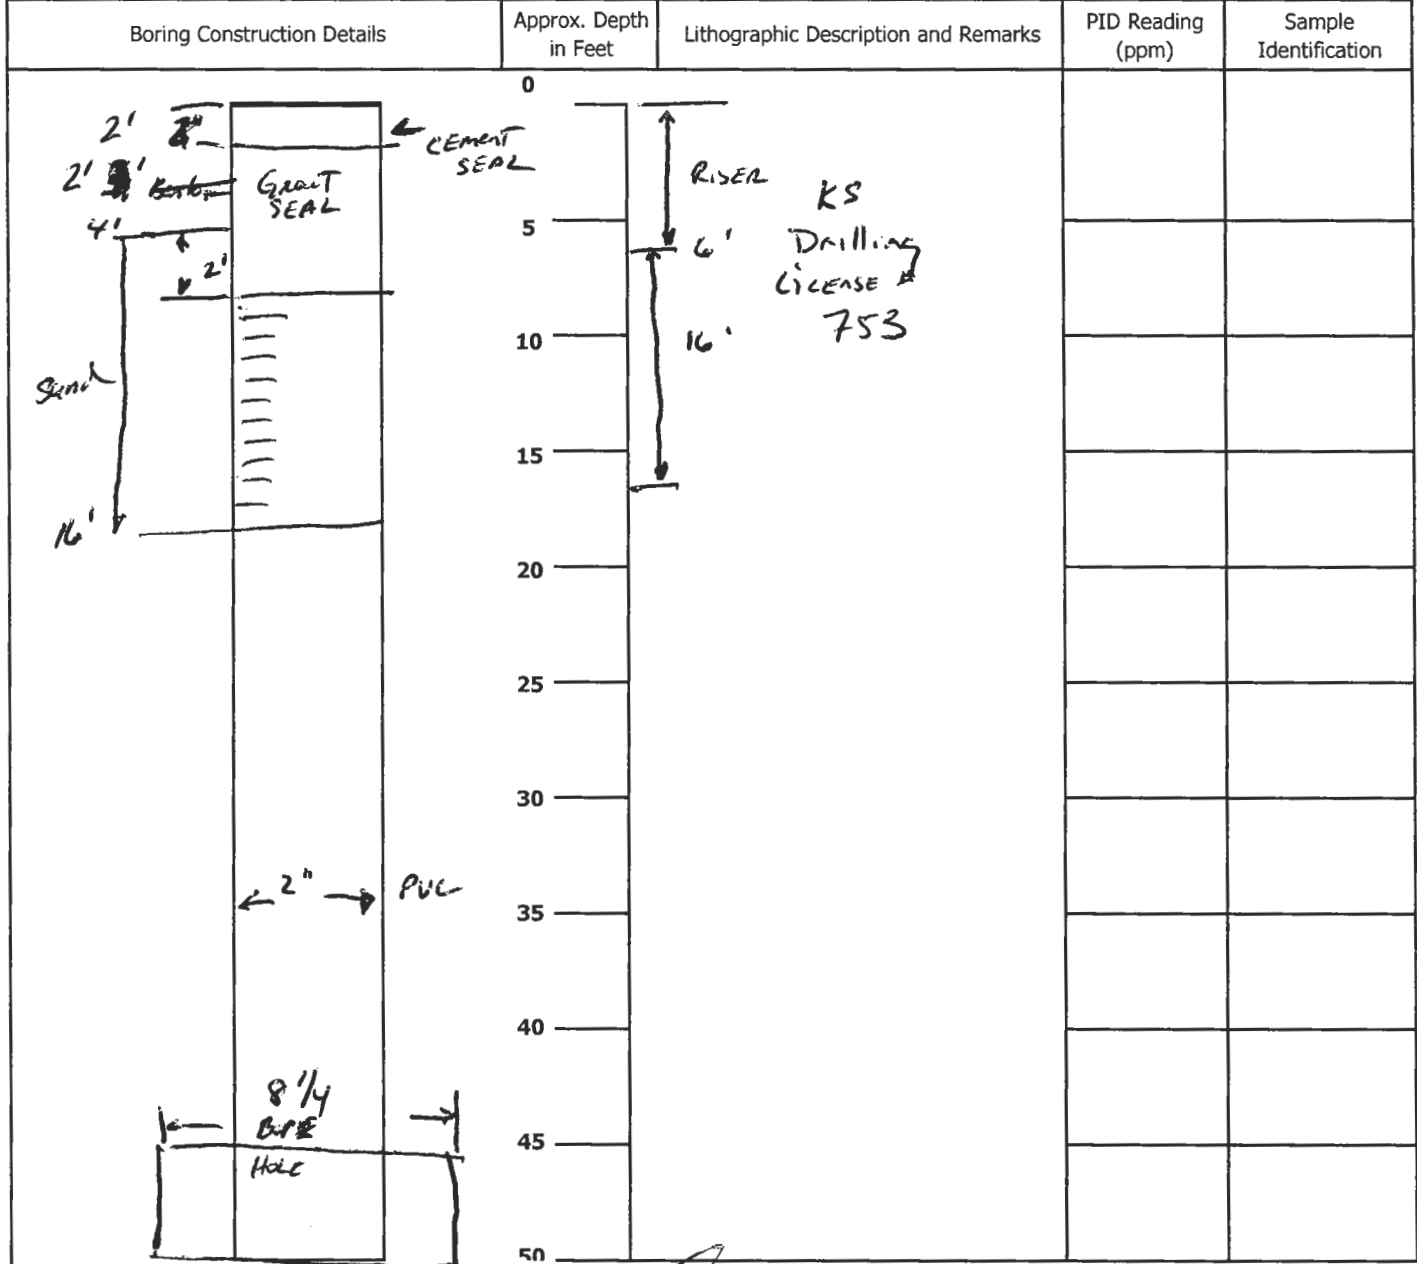 Boring Construction Details
Approx. Depth
in Feet
Lithographic Description and Remarks
PID Reading
(ppm)
Sample
Identification
0
2'
CEMENT
SEAL
2'
Grout
SEAL
RISER
KS
4'
5
6'
Drilling
2'
LICENSE #
10
16'
753
Sand
15
16'
20
25
30
2"
PVC
35
40
8 1/4
BORE
45
HOLE
50